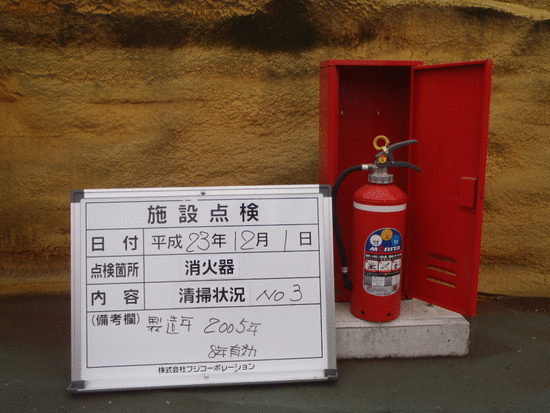 施設点検
日付 平成23年12月1日
点検箇所 消火器
内容 清掃状況 No3
(備考欄) 製造年 2005年
8年有効
株式会社フジコーポレーション
MORITA